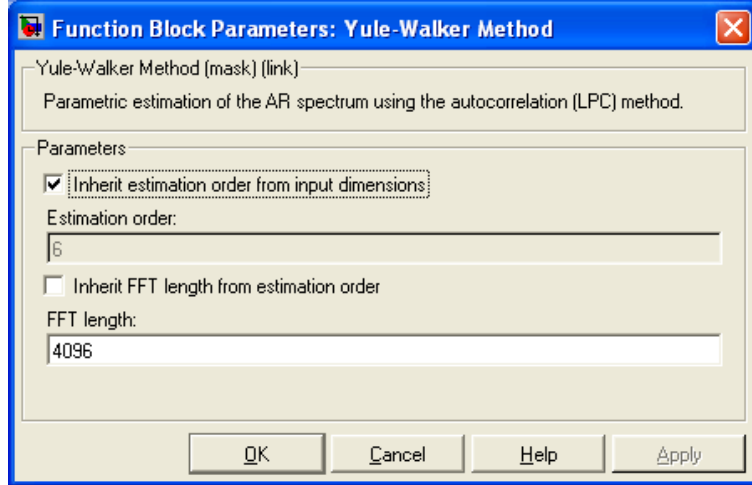 Function Block Parameters: Yule-Walker Method
Yule-Walker Method (mask) (link)
Parametric estimation of the AR spectrum using the autocorrelation (LPC) method.
Parameters
Inherit estimation order from input dimensions
Estimation order:
6
Inherit FFT length from estimation order
FFT length:
4096
OK Cancel Help Apply